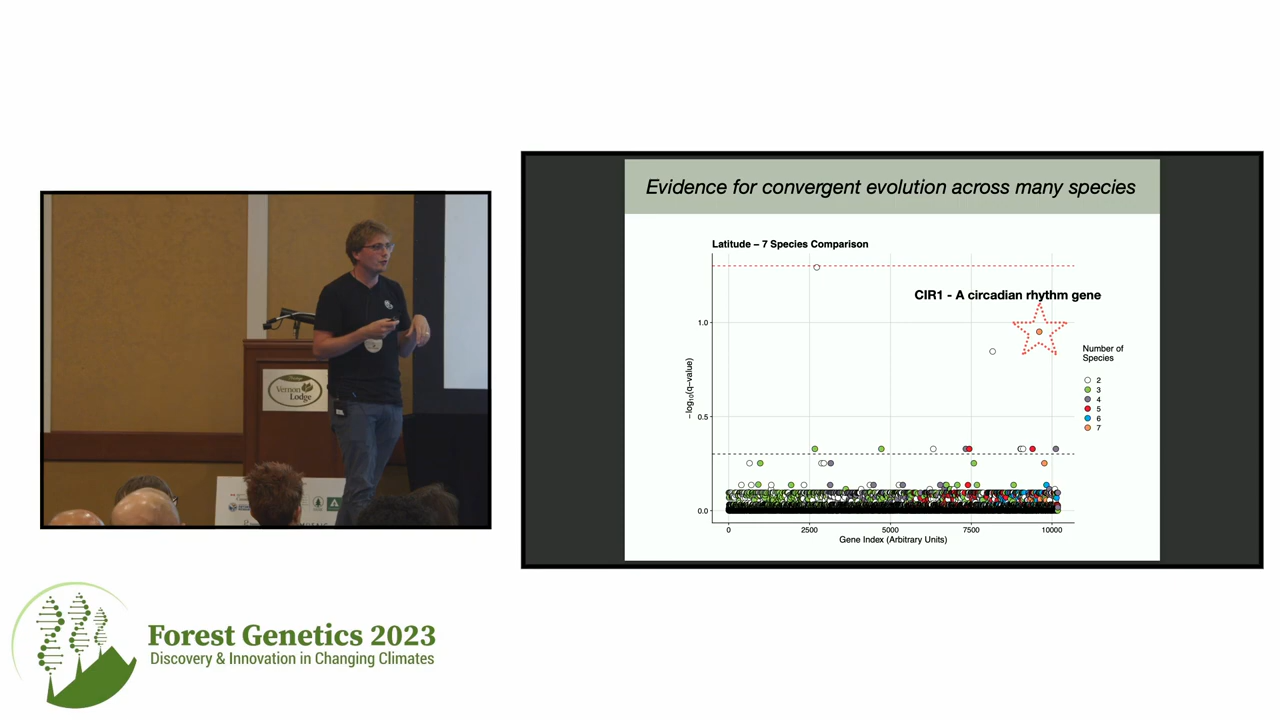 Evidence for convergent evolution across many species
Latitude – 7 Species Comparison
CIR1 - A circadian rhythm gene
1.0
0.5
0.0
−log10(q−value)
0
2500
5000
7500
10000
Gene Index (Arbitrary Units)
Number of
Species
2
3
4
5
6
7
Vernon
Lodge
Forest Genetics 2023
Discovery & Innovation in Changing Climates